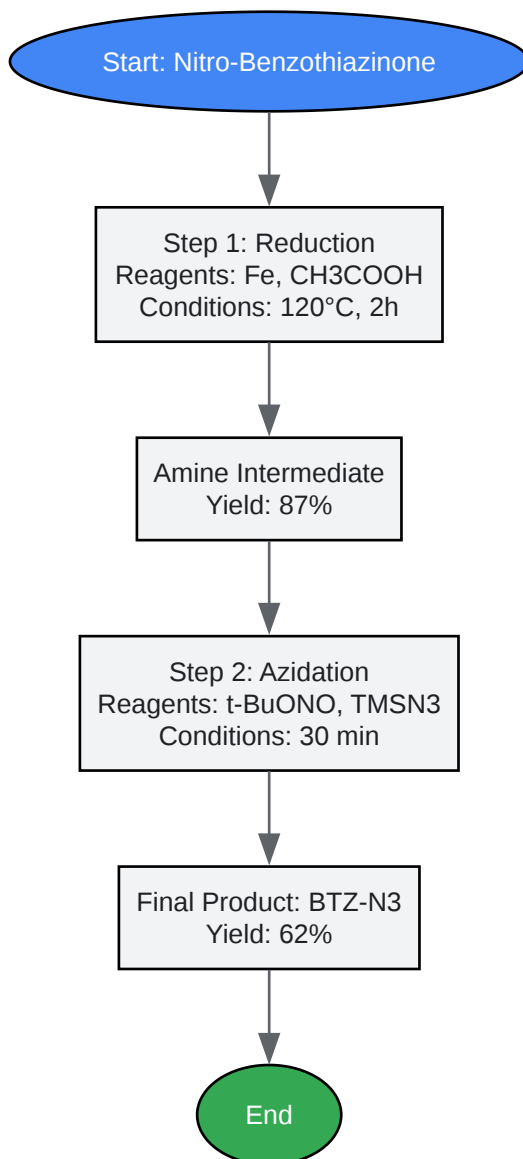 Start: Nitro-Benzothiazinone
Step 1: Reduction
Reagents: Fe, CH3COOH
Conditions: 120°C, 2h
Amine Intermediate
Yield: 87%
Step 2: Azidation
Reagents: t-BuONO, TMSN3
Conditions: 30 min
Final Product: BTZ-N3
Yield: 62%
End